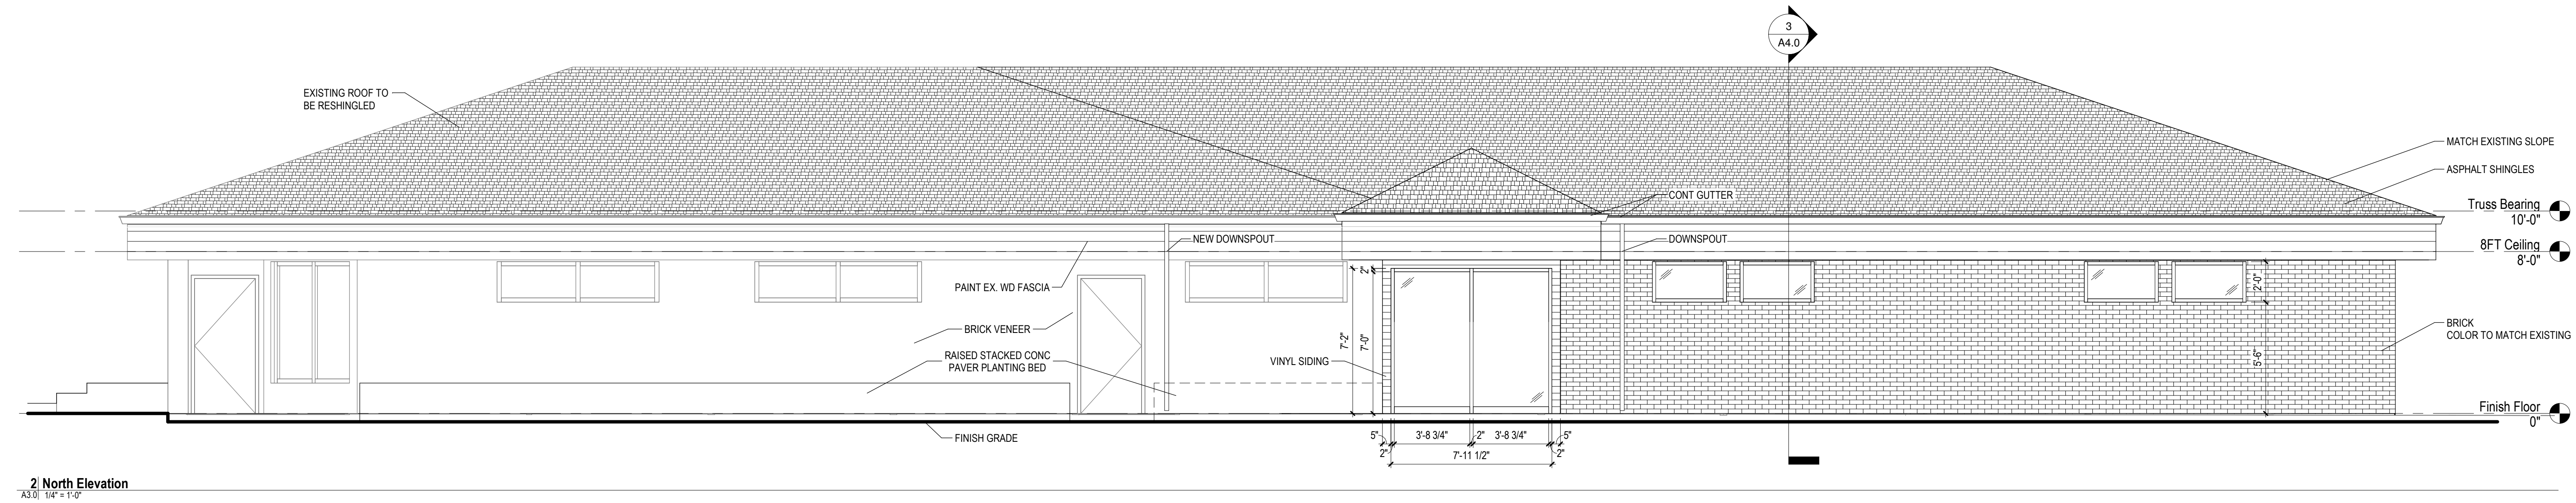 3
A4.0
EXISTING ROOF TO
BE RESHINGLED
MATCH EXISTING SLOPE
ASPHALT SHINGLES
CONT GUTTER
Truss Bearing
10'-0"
NEW DOWNSPOUT
DOWNSPOUT
8FT Ceiling
8'-0"
PAINT EX. WD FASCIA
2"
2'-0"
BRICK VENEER
7'-2"
7'-0"
BRICK
COLOR TO MATCH EXISTING
RAISED STACKED CONC
PAVER PLANTING BED
VINYL SIDING
5'-6"
Finish Floor
0"
FINISH GRADE
5"
3'-8 3/4"
2"
3'-8 3/4"
5"
2"
2"
7'-11 1/2"
2 North Elevation
A3.0 1/4" = 1'-0"